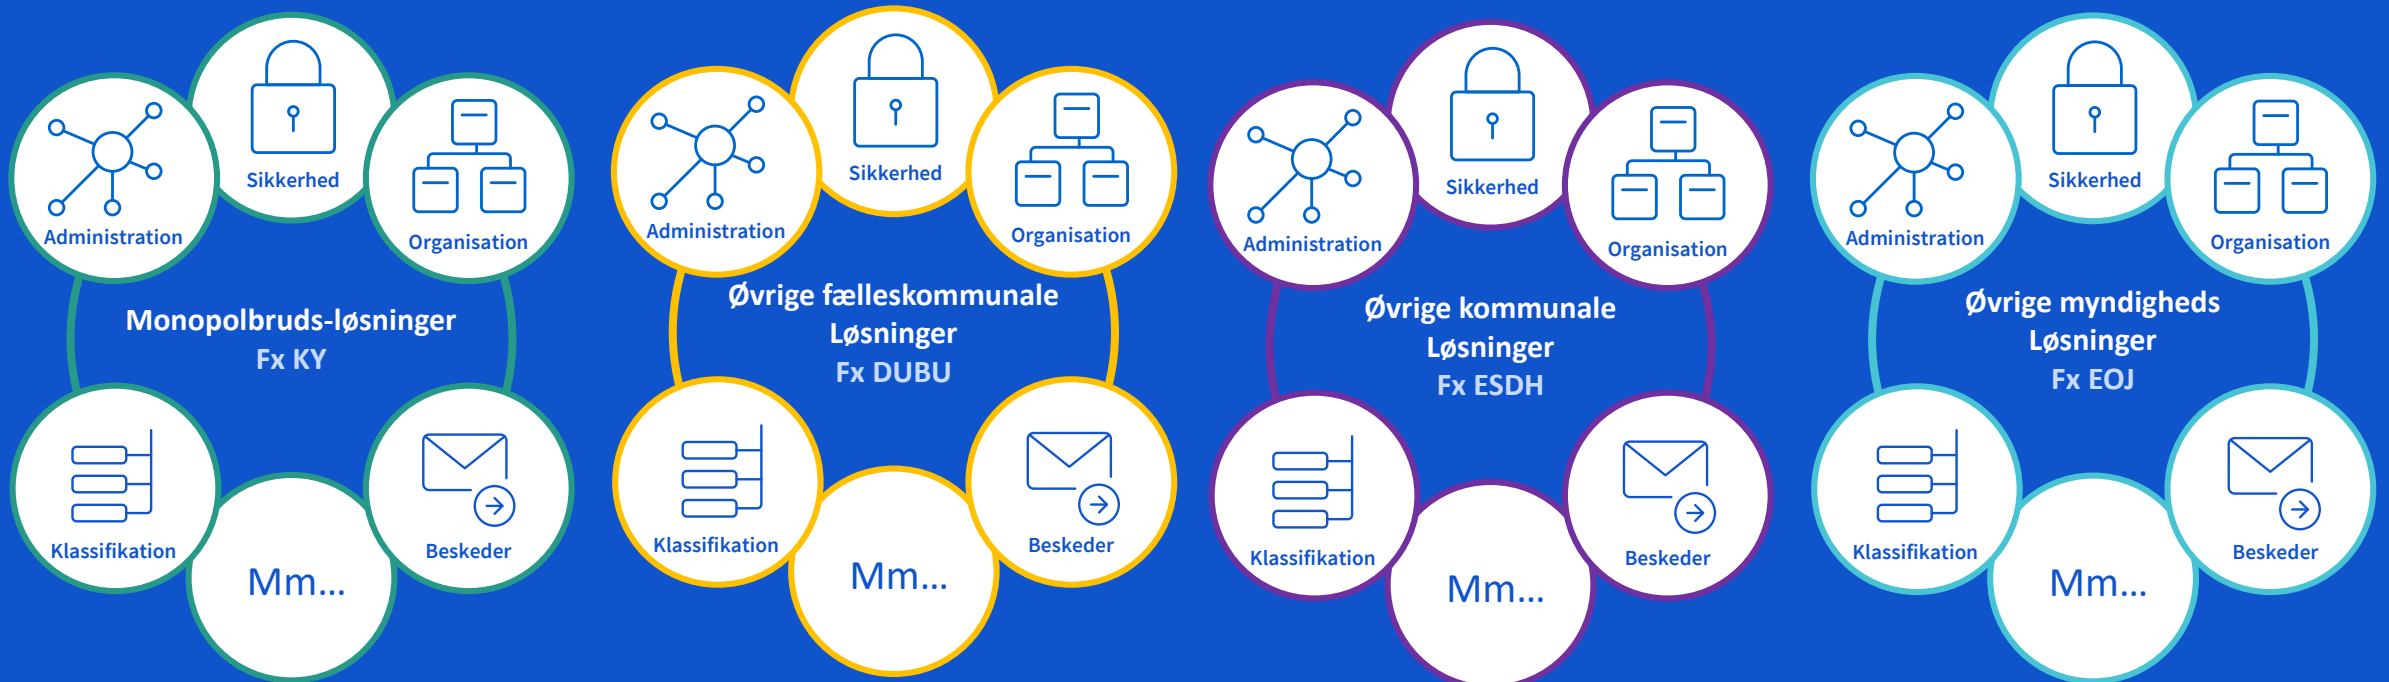 Sikkerhed
Administration
Organisation
Monopolbruds-løsninger
Fx KY
Klassifikation
Beskeder
Mm...
Sikkerhed
Administration
Organisation
Øvrige fælleskommunale
Løsninger
Fx DUBU
Klassifikation
Beskeder
Mm...
Sikkerhed
Administration
Organisation
Øvrige kommunale
Løsninger
Fx ESDH
Klassifikation
Beskeder
Mm...
Sikkerhed
Administration
Organisation
Øvrige myndigheds
Løsninger
Fx EOJ
Klassifikation
Beskeder
Mm...